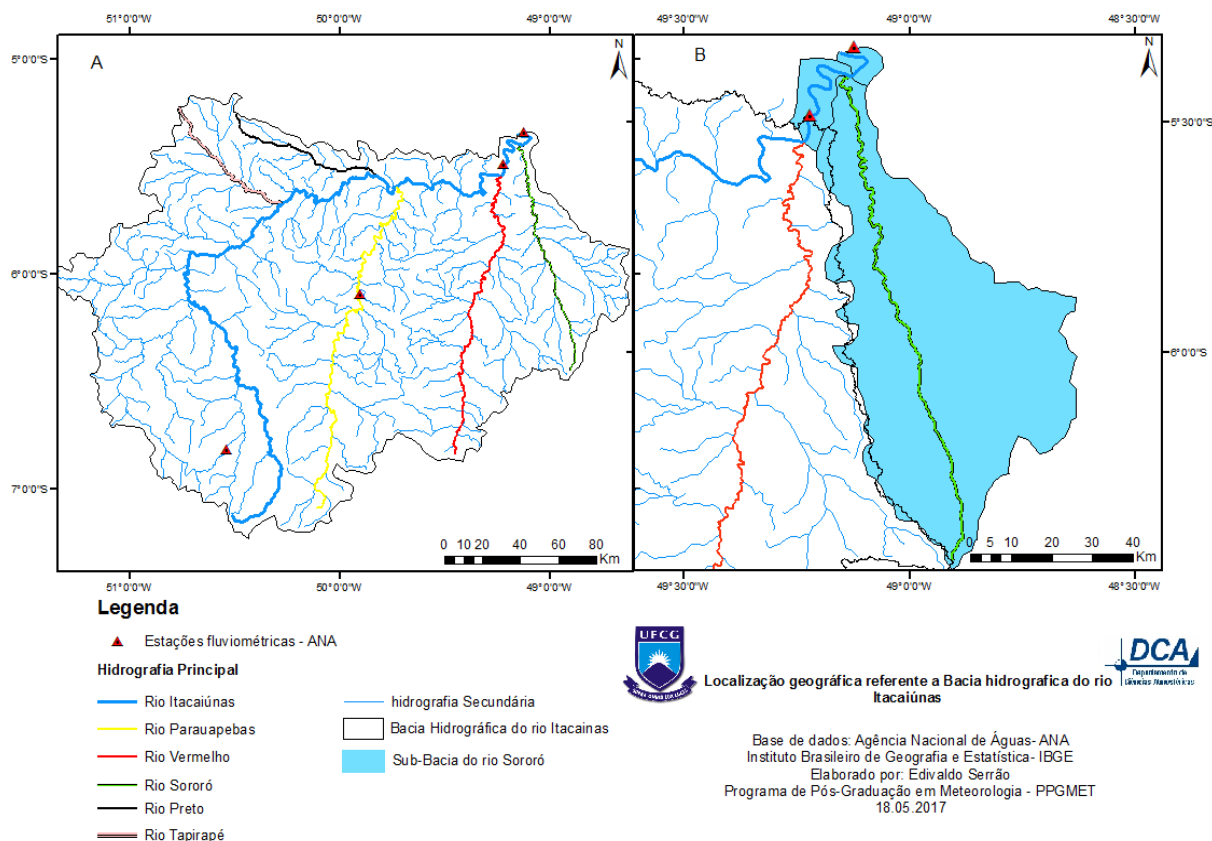 51°0'0"W 50°0'0"W 49°0'0"W
49°30'0"W 49°0'0"W 48°30'0"W
5°0'0"S
6°0'0"S
7°0'0"S
A
N
B
N
5°30'0"S
6°0'0"S
0 10 20 40 60 80
Km
0 5 10 20 30 40
Km
51°0'0"W 50°0'0"W 49°0'0"W
49°30'0"W 49°0'0"W 48°30'0"W
Legenda
Estações fluviométricas - ANA
Hidrografia Principal
Rio Itacaiúnas
Rio Parauapebas
Rio Vermelho
Rio Sororó
Rio Preto
Rio Tapirapé
hidrografia Secundária
Bacia Hidrográfica do rio Itacainas
Sub-Bacia do rio Sororó
UFCG
DCA
Departamento de
Ciências Atmosféricas
Localização geográfica referente a Bacia hidrografica do rio
Itacaiúnas
Base de dados: Agência Nacional de Águas- ANA
Instituto Brasileiro de Geografia e Estatística- IBGE
Elaborado por: Edivaldo Serrão
Programa de Pós-Graduação em Meteorologia - PPGMET
18.05.2017